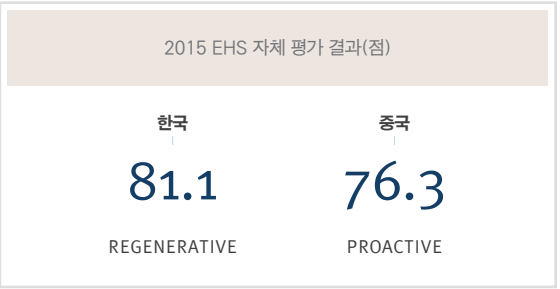 2015 EHS 자체 평가 결과(점)
한국 중국
81.1 76.3
REGENERATIVE PROACTIVE